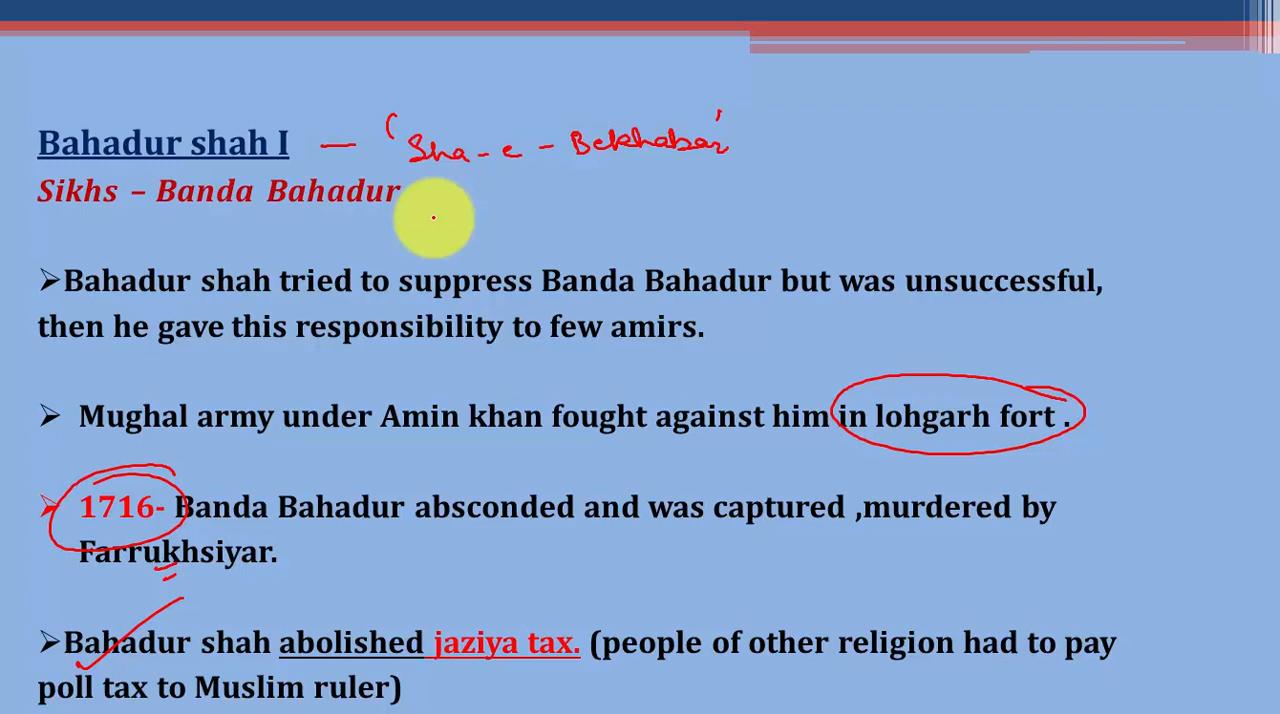 Bahadur shah I — 'Sha-e-Bekhabar'
Sikhs – Banda Bahadur
➢Bahadur shah tried to suppress Banda Bahadur but was unsuccessful,
then he gave this responsibility to few amirs.
➢ Mughal army under Amin khan fought against him in lohgarh fort .
➢ 1716- Banda Bahadur absconded and was captured ,murdered by
Farrukhsiyar.
➢Bahadur shah abolished jaziya tax. (people of other religion had to pay
poll tax to Muslim ruler)